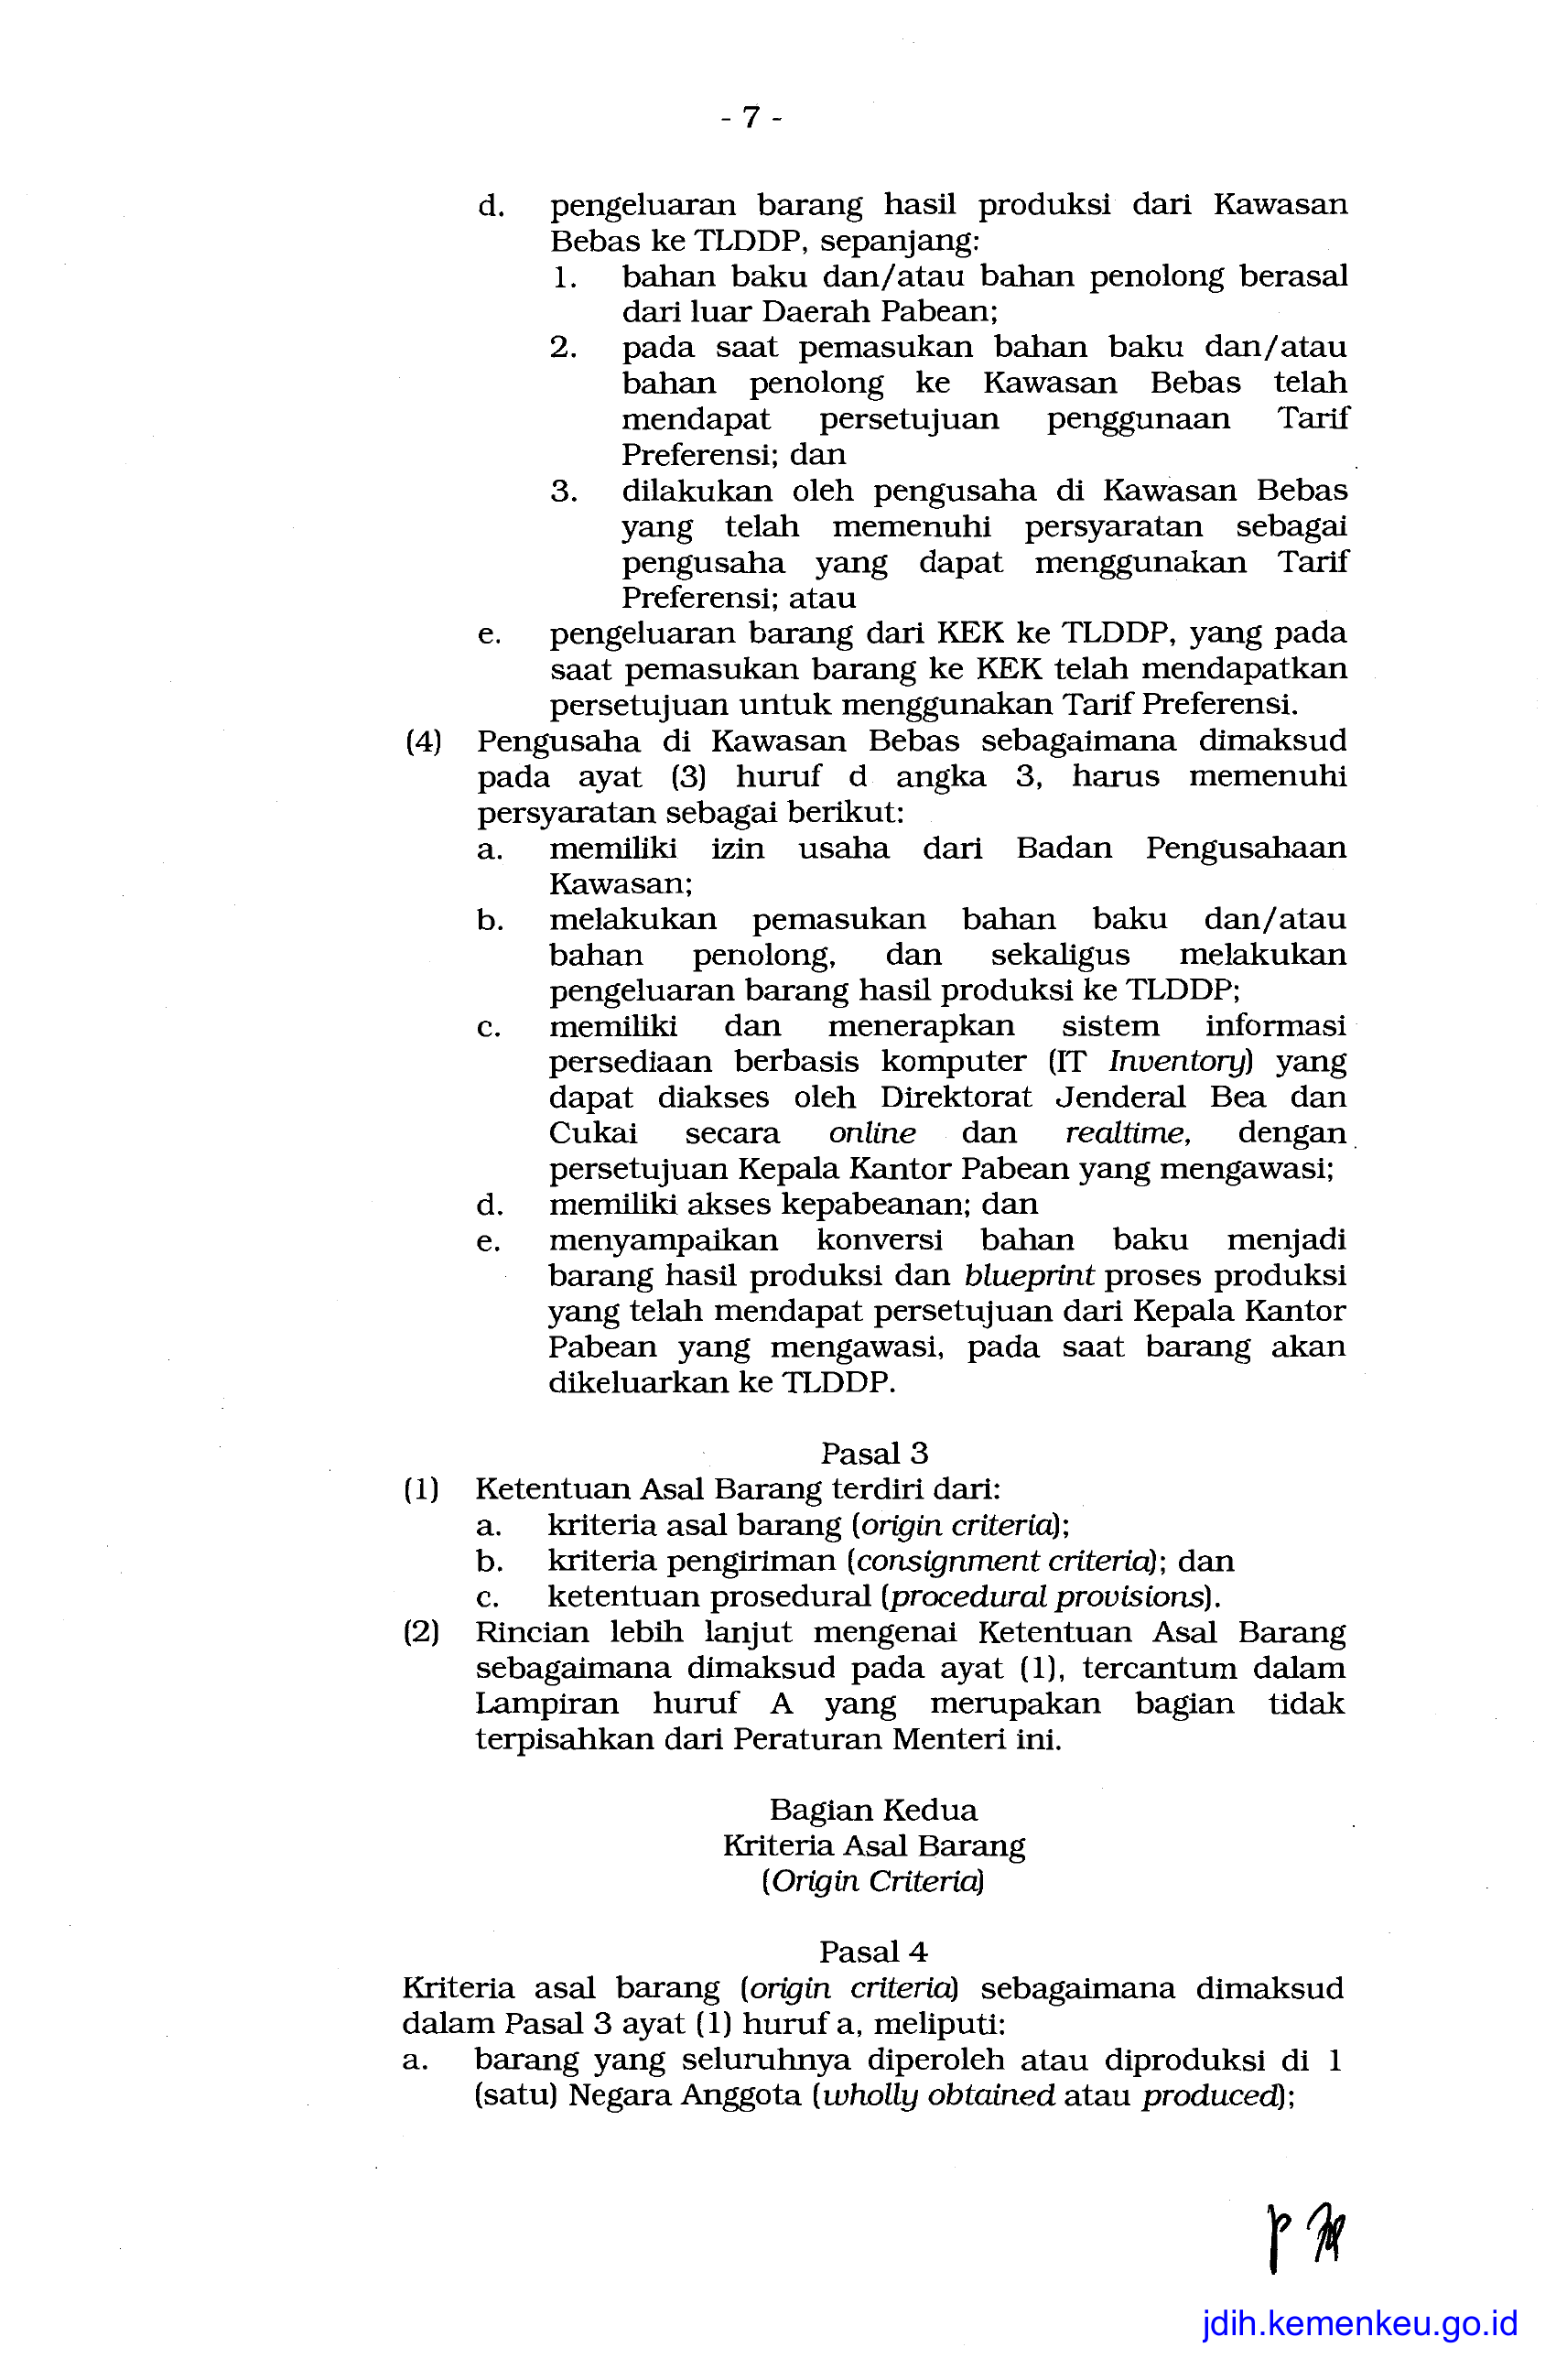 - 7 -
d. pengeluaran barang hasil produksi dari Kawasan
Bebas ke TLDDP, sepanjang:
1. bahan baku dan/atau bahan penolong berasal
dari luar Daerah Pabean;
2. pada saat pemasukan bahan baku dan/atau
bahan penolong ke Kawasan Bebas telah
mendapat persetujuan penggunaan Tarif
Preferensi; dan
3. dilakukan oleh pengusaha di Kawasan Bebas
yang telah memenuhi persyaratan sebagai
pengusaha yang dapat menggunakan Tarif
Preferensi; atau
e. pengeluaran barang dari KEK ke TLDDP, yang pada
saat pemasukan barang ke KEK telah mendapatkan
persetujuan untuk menggunakan Tarif Preferensi.
(4) Pengusaha di Kawasan Bebas sebagaimana dimaksud
pada ayat (3) huruf d angka 3, harus memenuhi
persyaratan sebagai berikut:
a. memiliki izin usaha dari Badan Pengusahaan
Kawasan;
b. melakukan pemasukan bahan baku dan/atau
bahan penolong, dan sekaligus melakukan
pengeluaran barang hasil produksi ke TLDDP;
c. memiliki dan menerapkan sistem informasi
persediaan berbasis komputer (IT Inventory) yang
dapat diakses oleh Direktorat Jenderal Bea dan
Cukai secara online dan realtime, dengan
persetujuan Kepala Kantor Pabean yang mengawasi;
d. memiliki akses kepabeanan; dan
e. menyampaikan konversi bahan baku menjadi
barang hasil produksi dan blueprint proses produksi
yang telah mendapat persetujuan dari Kepala Kantor
Pabean yang mengawasi, pada saat barang akan
dikeluarkan ke TLDDP.
Pasal 3
(1) Ketentuan Asal Barang terdiri dari:
a. kriteria asal barang (origin criteria);
b. kriteria pengiriman (consignment criteria); dan
c. ketentuan prosedural (procedural provisions).
(2) Rincian lebih lanjut mengenai Ketentuan Asal Barang
sebagaimana dimaksud pada ayat (1), tercantum dalam
Lampiran huruf A yang merupakan bagian tidak
terpisahkan dari Peraturan Menteri ini.
Bagian Kedua
Kriteria Asal Barang
(Origin Criteria)
Pasal 4
Kriteria asal barang (origin criteria) sebagaimana dimaksud
dalam Pasal 3 ayat (1) huruf a, meliputi:
a. barang yang seluruhnya diperoleh atau diproduksi di 1
(satu) Negara Anggota (wholly obtained atau produced);
jdih.kemenkeu.go.id